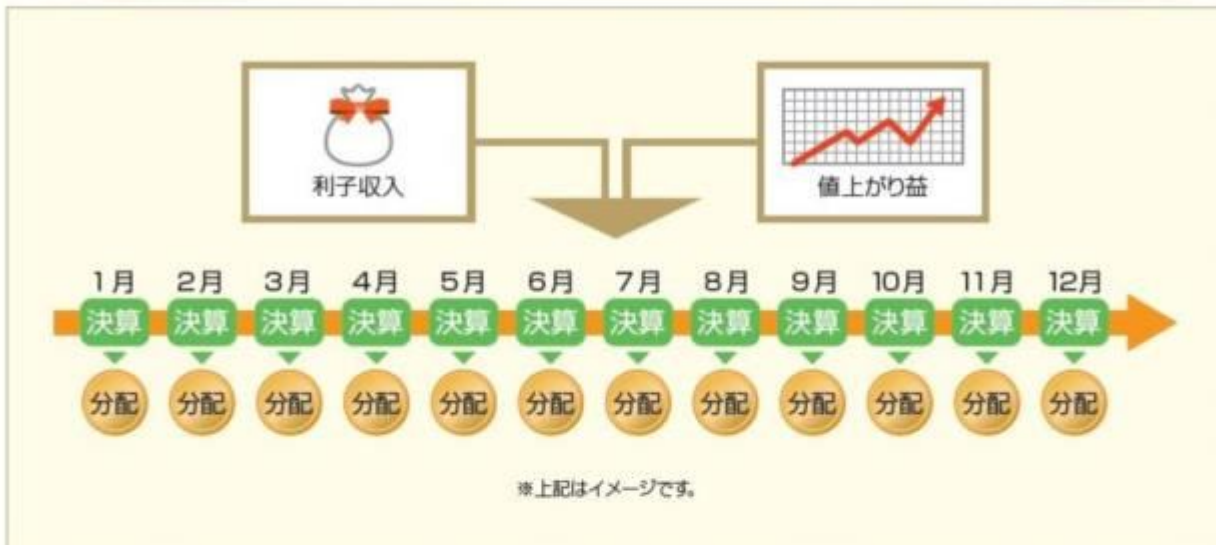 利子収入
値上がり益
1月 2月 3月 4月 5月 6月 7月 8月 9月 10月 11月 12月
決算 決算 決算 決算 決算 決算 決算 決算 決算 決算 決算 決算
分配 分配 分配 分配 分配 分配 分配 分配 分配 分配 分配 分配
※上記はイメージです。